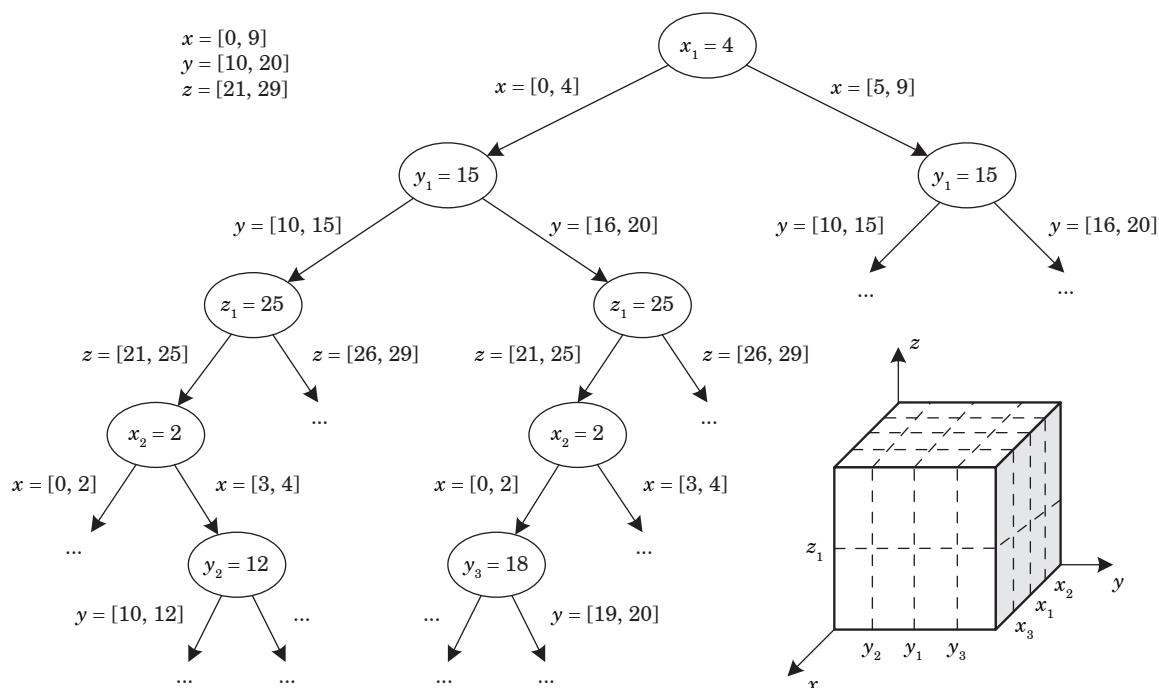 x = [0, 9]
y = [10, 20]
z = [21, 29]
x₁ = 4
x = [0, 4]
x = [5, 9]
y₁ = 15
y₁ = 15
y = [10, 15]
y = [16, 20]
y = [10, 15]
y = [16, 20]
z₁ = 25
z₁ = 25
...
...
z = [21, 25]
z = [26, 29]
z = [21, 25]
z = [26, 29]
...
...
x₂ = 2
x₂ = 2
x = [0, 2]
x = [3, 4]
x = [0, 2]
x = [3, 4]
...
...
y₂ = 12
y₃ = 18
y = [10, 12]
...
...
y = [19, 20]
...
...
...
...
z
z₁
y
x₂
x₁
x₃
y₂
y₁
y₃
x